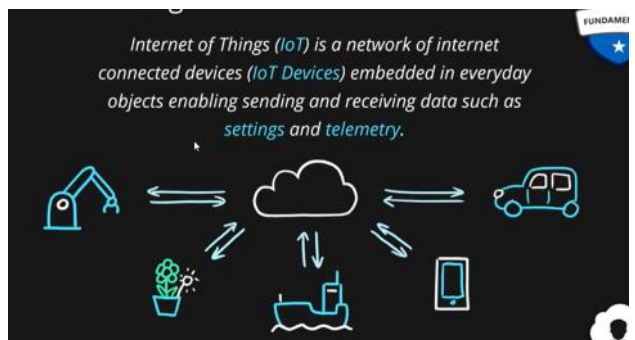 Internet of Things (IoT) is a network of internet
connected devices (IoT Devices) embedded in everyday
objects enabling sending and receiving data such as
settings and telemetry.
FUNDAMENT